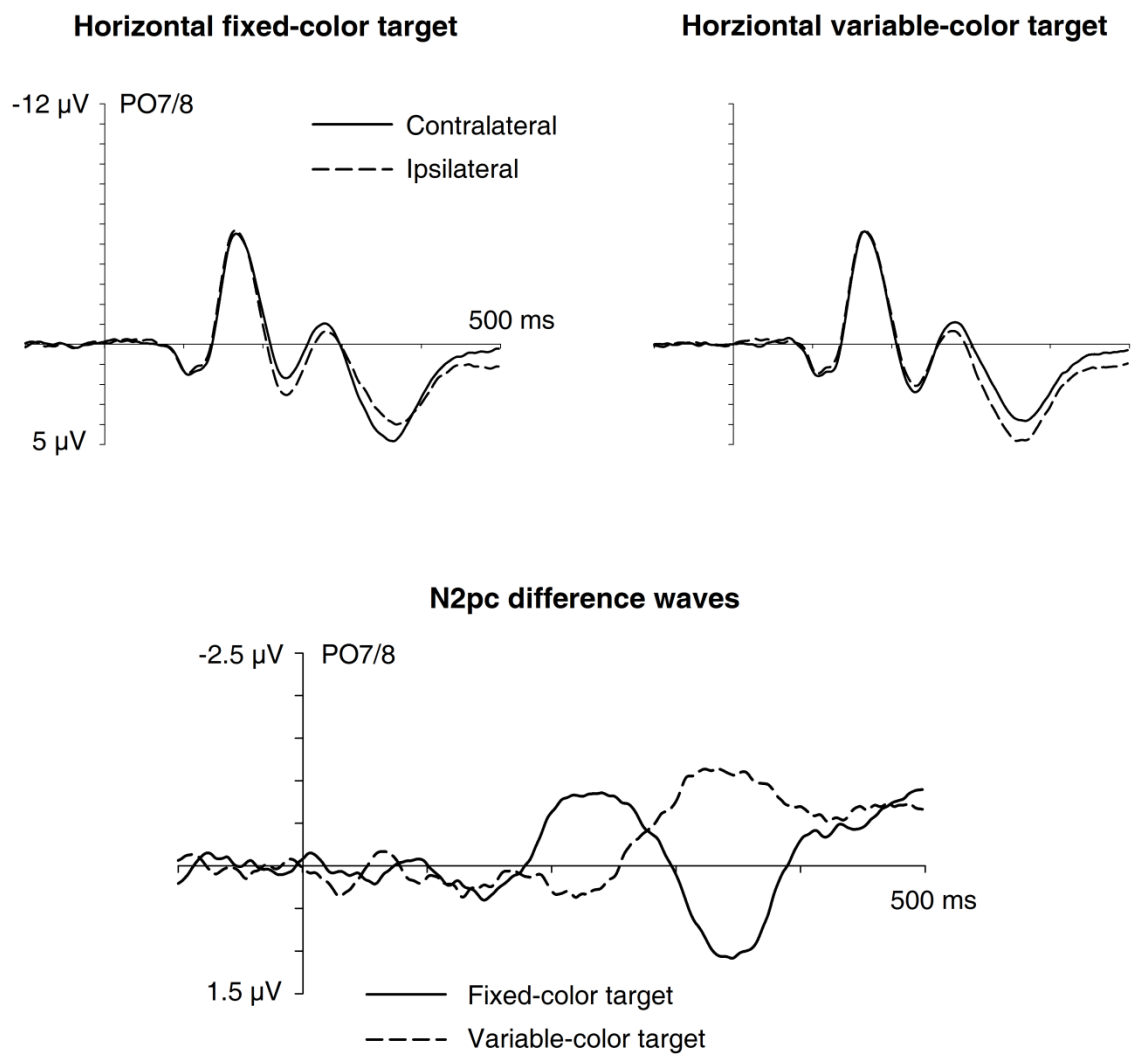 Horizontal fixed-color target
Horziontal variable-color target
-12 µV
PO7/8
Contralateral
Ipsilateral
500 ms
5 µV
N2pc difference waves
-2.5 µV
PO7/8
500 ms
1.5 µV
Fixed-color target
Variable-color target